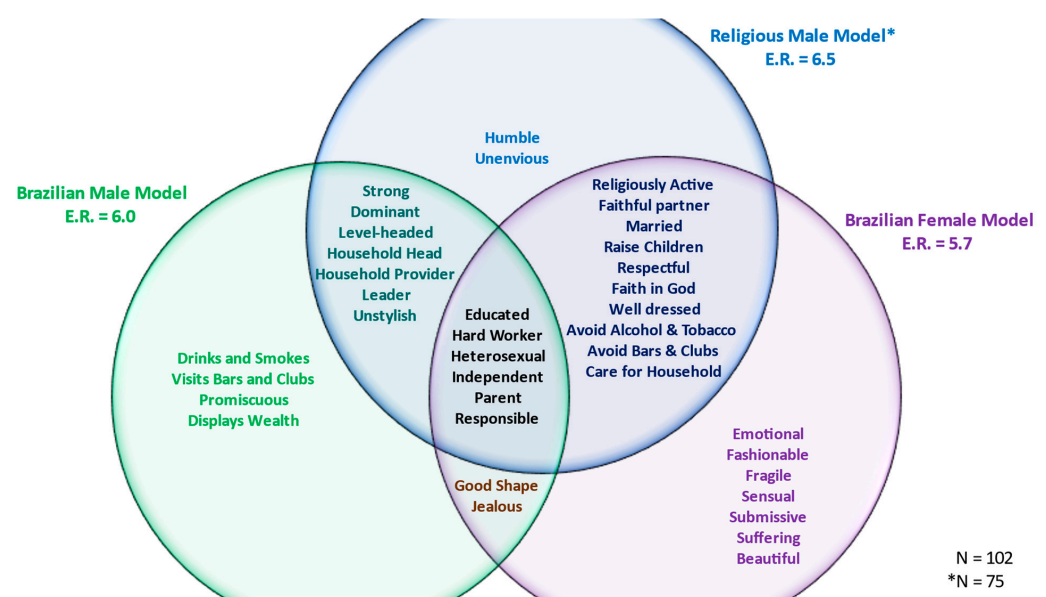 Religious Male Model*
E.R. = 6.5
Humble
Unenvious
Brazilian Male Model
E.R. = 6.0
Strong
Dominant
Level-headed
Household Head
Household Provider
Leader
Unstylish
Religiously Active
Faithful partner
Married
Raise Children
Respectful
Faith in God
Well dressed
Avoid Alcohol & Tobacco
Avoid Bars & Clubs
Care for Household
Brazilian Female Model
E.R. = 5.7
Educated
Hard Worker
Heterosexual
Independent
Parent
Responsible
Drinks and Smokes
Visits Bars and Clubs
Promiscuous
Displays Wealth
Good Shape
Jealous
Emotional
Fashionable
Fragile
Sensual
Submissive
Suffering
Beautiful
N = 102
*N = 75